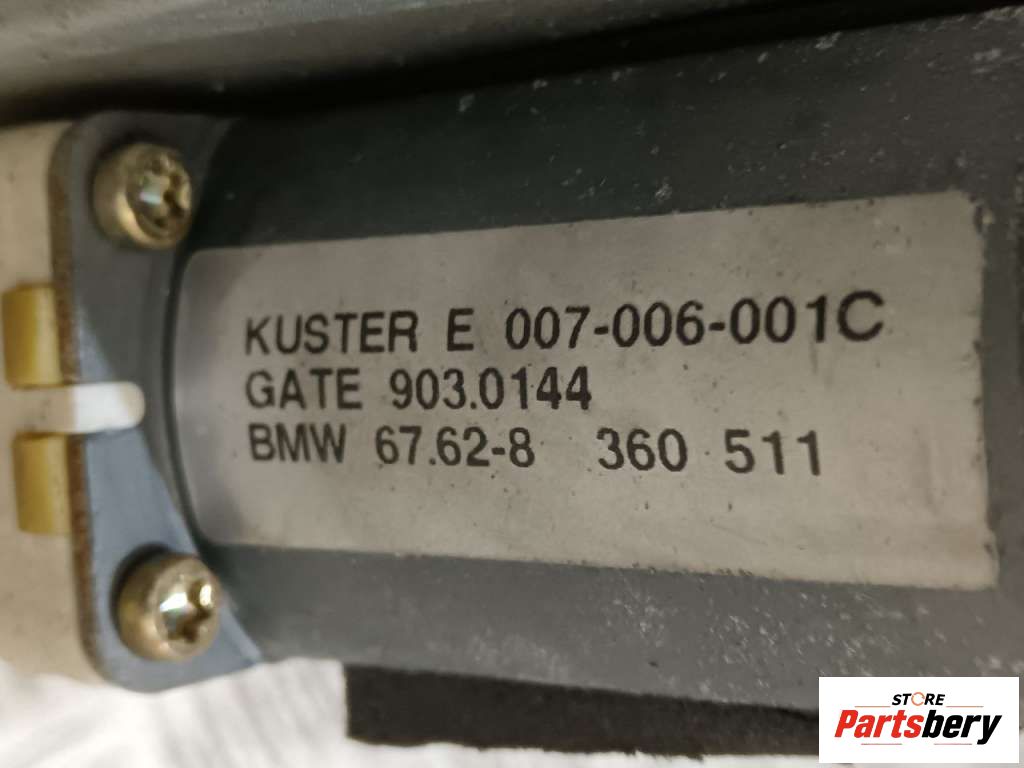 KUSTER E 007-006-001C
GATE 903.0144
BMW 67.62-8 360 511
STORE
Partsbery